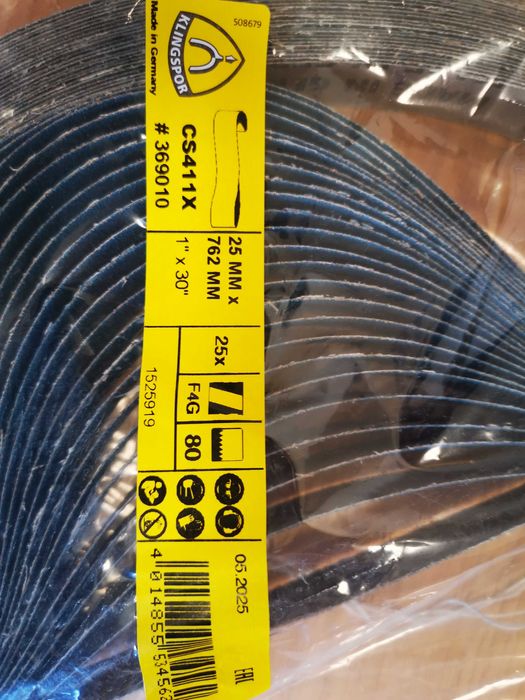 508679
KLINGSPOR
Made in Germany
CS411X
# 369010
25 MM x
762 MM
1" x 30"
25x
F4G
80
1525919
05.2025
EAC
4 014855 534562